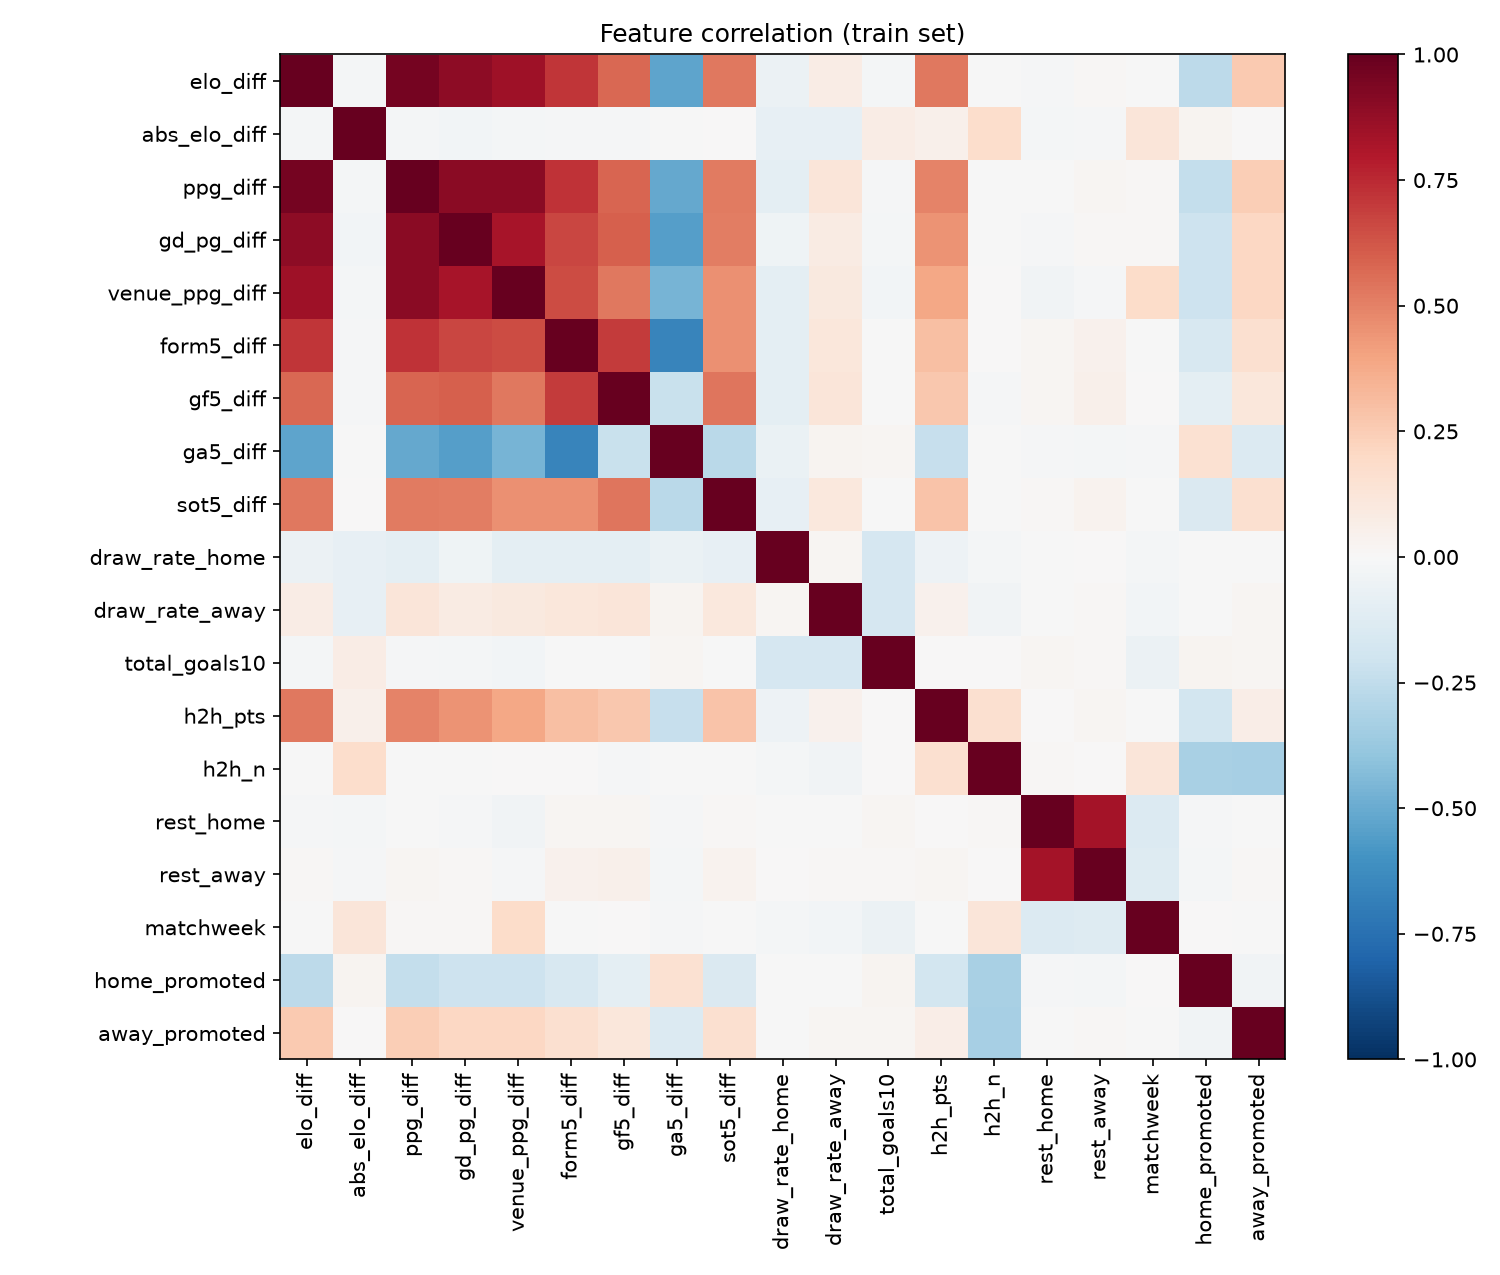 Feature correlation (train set)
elo_diff
abs_elo_diff
ppg_diff
gd_pg_diff
venue_ppg_diff
form5_diff
gf5_diff
ga5_diff
sot5_diff
draw_rate_home
draw_rate_away
total_goals10
h2h_pts
h2h_n
rest_home
rest_away
matchweek
home_promoted
away_promoted
elo_diff
abs_elo_diff
ppg_diff
gd_pg_diff
venue_ppg_diff
form5_diff
gf5_diff
ga5_diff
sot5_diff
draw_rate_home
draw_rate_away
total_goals10
h2h_pts
h2h_n
rest_home
rest_away
matchweek
home_promoted
away_promoted
1.00
0.75
0.50
0.25
0.00
−0.25
−0.50
−0.75
−1.00